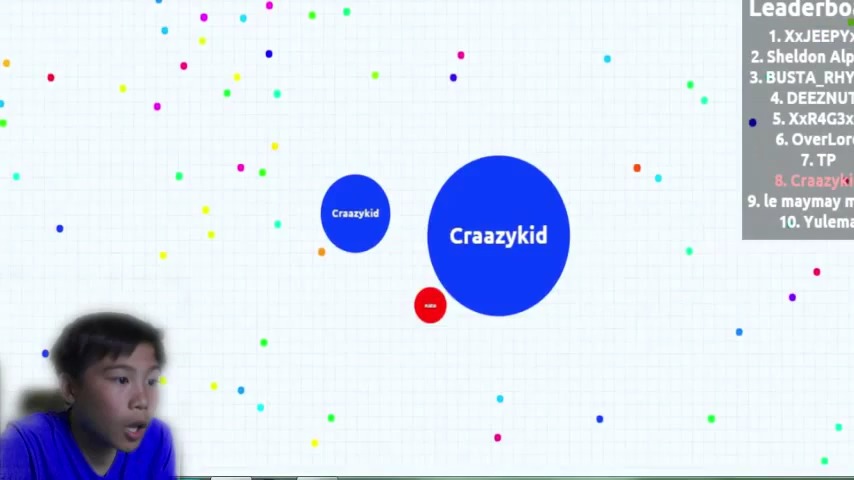 Leaderboa
1. XxJEEPYx
2. Sheldon Alp
3. BUSTA_RHY
4. DEEZNUT
5. XxR4G3x
6. OverLor
7. TP
8. Craazyki
9. le maymay m
10. Yulema
Craazykid
Craazykid